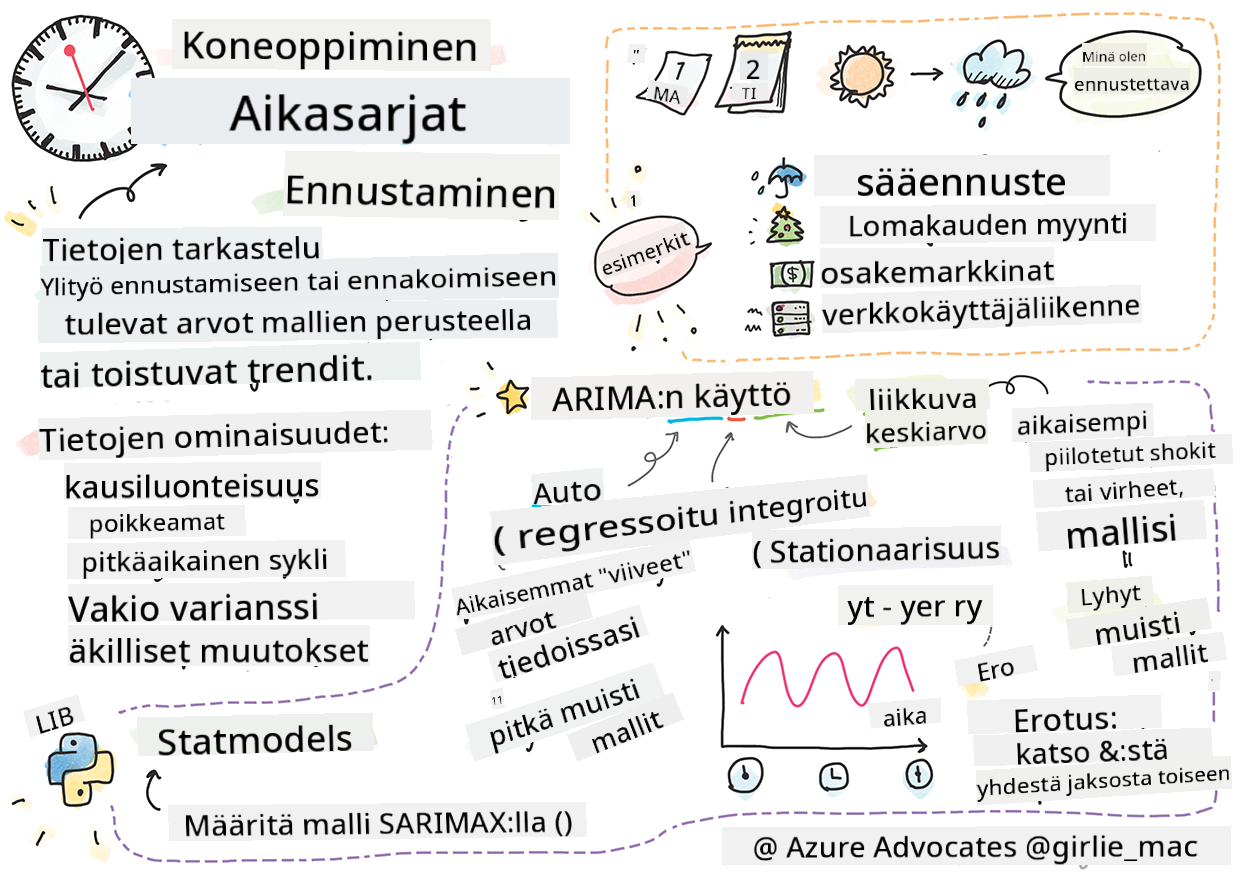 Koneoppiminen
Aikasarjat
Ennustaminen
Tietojen tarkastelu
Ylityö ennustamiseen tai ennakoimiseen
tulevat arvot mallien perusteella
tai toistuvat trendit.
Tietojen ominaisuudet:
kausiluonteisuus
poikkeamat
pitkäaikainen sykli
Vakio varianssi
äkilliset muutokset
"
1
MA
2
TI
Minä olen
ennustettava
1
esimerkit
sääennuste
Lomakauden myynti
osakemarkkinat
verkkokäyttäjäliikenne
ARIMA:n käyttö
liikkuva
keskiarvo
aikaisempi
piilotetut shokit
tai virheet,
mallisi
Lyhyt
muisti
mallit
Auto
( regressoitu integroitu
( Stationaarisuus
Aikaisemmat "viiveet"
arvot
tiedoissasi
11
pitkä muisti
mallit
yt - yer ry
Ero
aika
Erotus:
katso &:stä
yhdestä jaksosta toiseen
LIB
Statmodels
Määritä malli SARIMAX:lla ()
@ Azure Advocates @girlie_mac